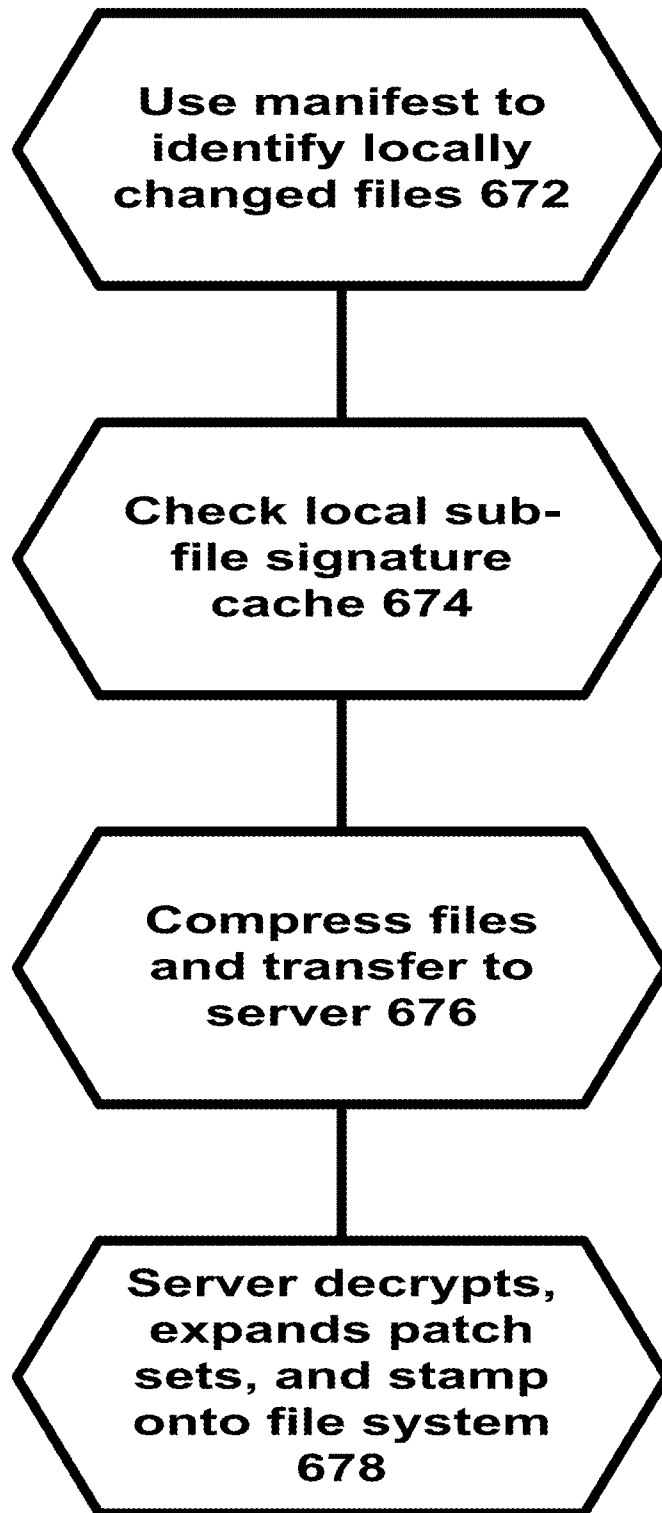 Use manifest to
identify locally
changed files 672
Check local sub-
file signature
cache 674
Compress files
and transfer to
server 676
Server decrypts,
expands patch
sets, and stamp
onto file system
678